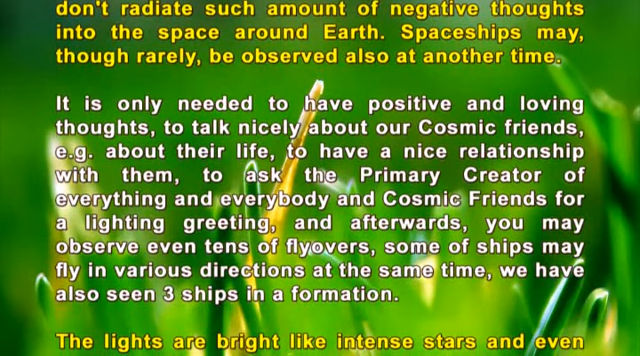 don't radiate such amount of negative thoughts
into the space around Earth. Spaceships may,
though rarely, be observed also at another time.
It is only needed to have positive and loving
thoughts, to talk nicely about our Cosmic friends,
e.g. about their life, to have a nice relationship
with them, to ask the Primary Creator of
everything and everybody and Cosmic Friends for
a lighting greeting, and afterwards, you may
observe even tens of flyovers, some of ships may
fly in various directions at the same time, we have
also seen 3 ships in a formation.
The lights are bright like intense stars and even